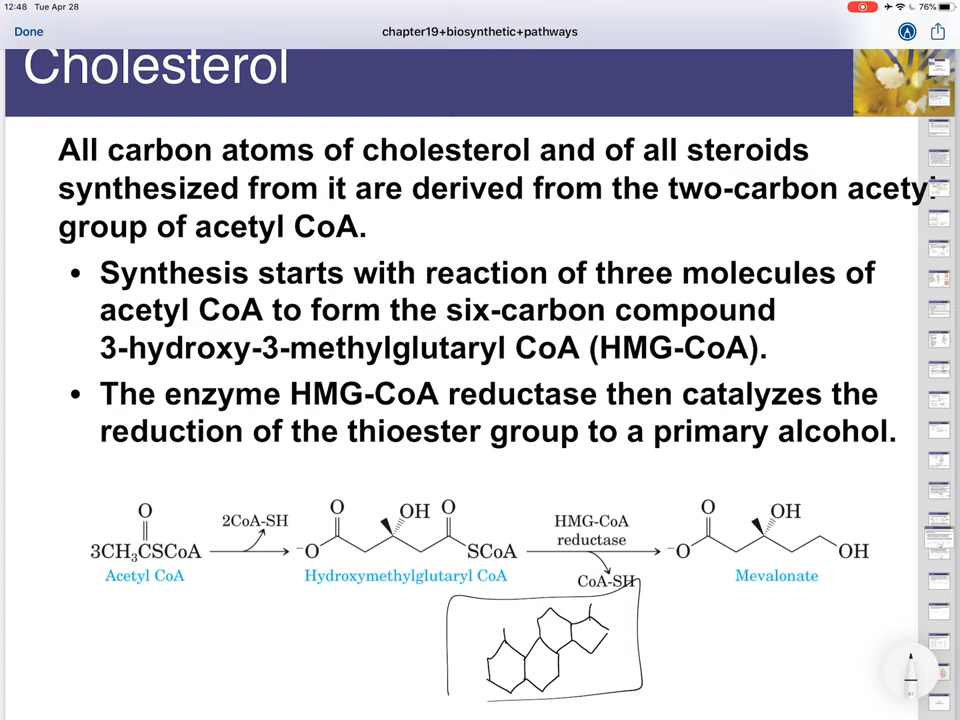 12:48 Tue Apr 28
76%
Done
chapter19+biosynthetic+pathways
Cholesterol
All carbon atoms of cholesterol and of all steroids
synthesized from it are derived from the two-carbon acetyl
group of acetyl CoA.
• Synthesis starts with reaction of three molecules of
acetyl CoA to form the six-carbon compound
3-hydroxy-3-methylglutaryl CoA (HMG-CoA).
• The enzyme HMG-CoA reductase then catalyzes the
reduction of the thioester group to a primary alcohol.
O
3CH₃CSCoA
Acetyl CoA
2CoA-SH
O OH O
⁻O SCoA
Hydroxymethylglutaryl CoA
HMG-CoA
reductase
CoA-SH
O OH
⁻O OH
Mevalonate